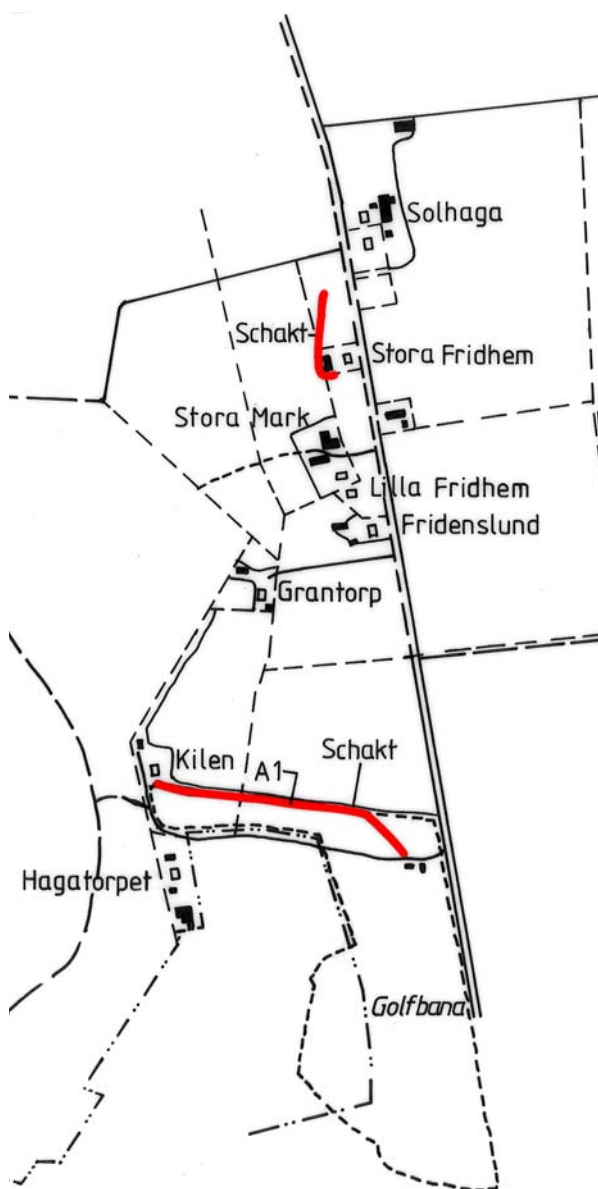 Solhaga
Schakt
Stora Fridhem
Stora Mark
Lilla Fridhem
Fridenslund
Grantorp
Schakt
Kilen
A1
Hagatorpet
Golfbana